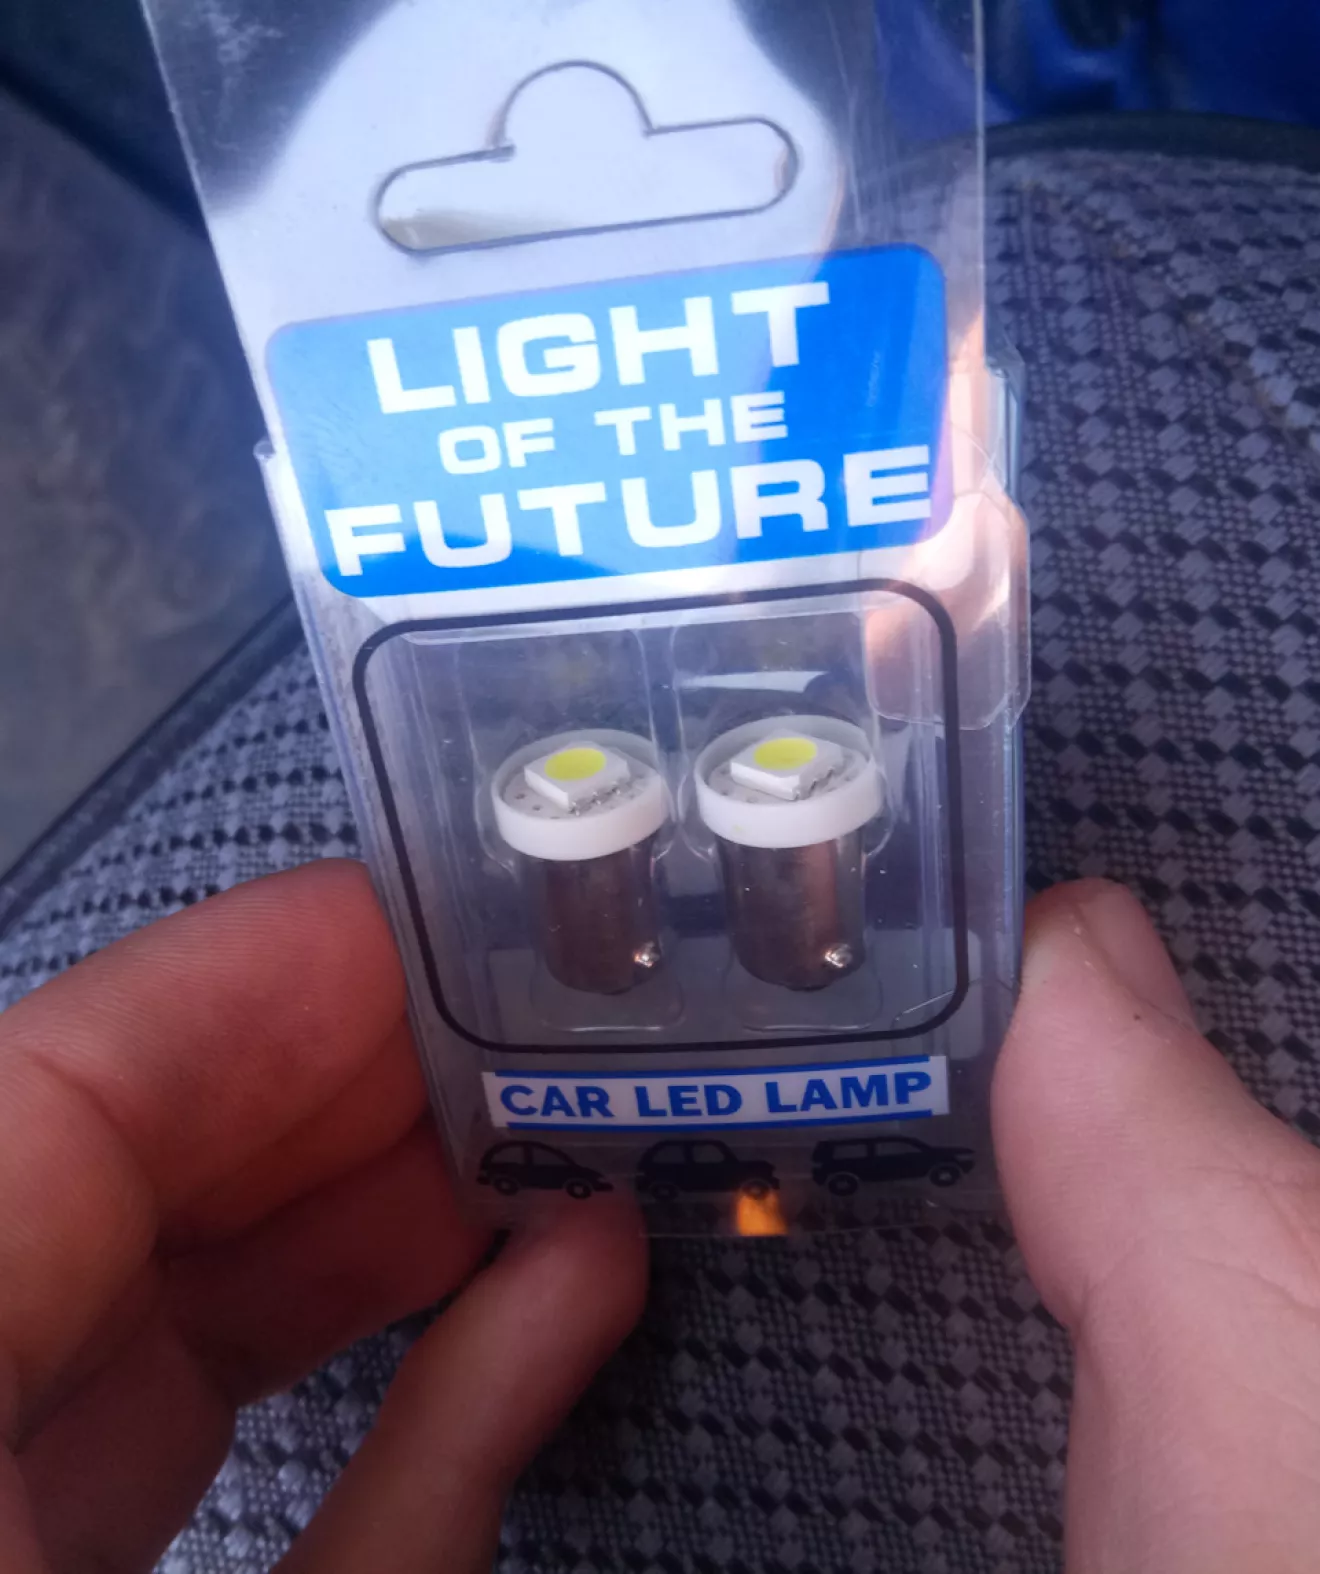 LIGHT
OF THE
FUTURE
CAR LED LAMP